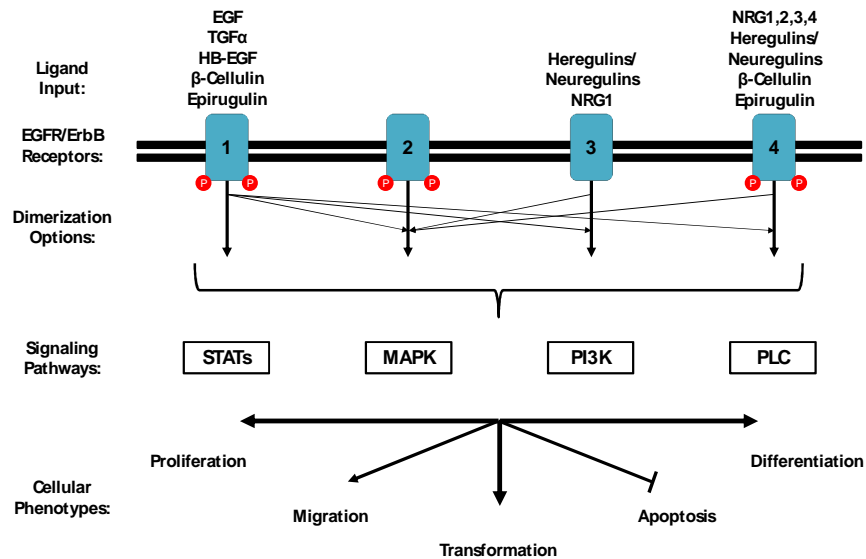 Ligand
Input:
EGF
TGFα
HB-EGF
β-Cellulin
Epirugulin
Heregulins/
Neuregulins
NRG1
NRG1,2,3,4
Heregulins/
Neuregulins
β-Cellulin
Epirugulin
EGFR/ErbB
Receptors:
1
2
3
4
P
P
P
P
P
P
Dimerization
Options:
Signaling
Pathways:
STATs
MAPK
PI3K
PLC
Cellular
Phenotypes:
Proliferation
Migration
Transformation
Apoptosis
Differentiation